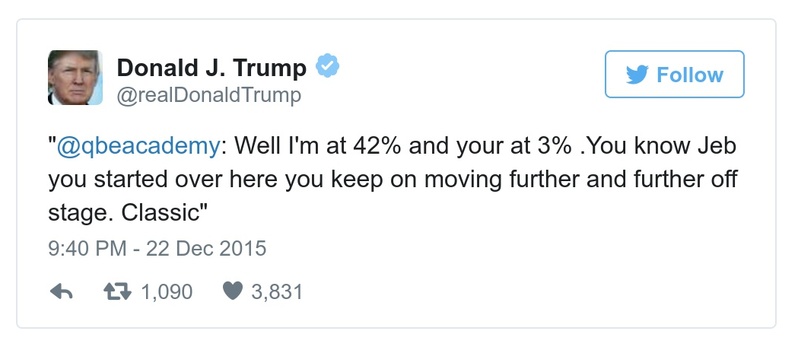 Donald J. Trump
Follow
@realDonaldTrump
"@qbeacademy: Well I'm at 42% and your at 3% .You know Jeb
you started over here you keep on moving further and further off
stage. Classic"
9:40 PM - 22 Dec 2015
1,090 3,831